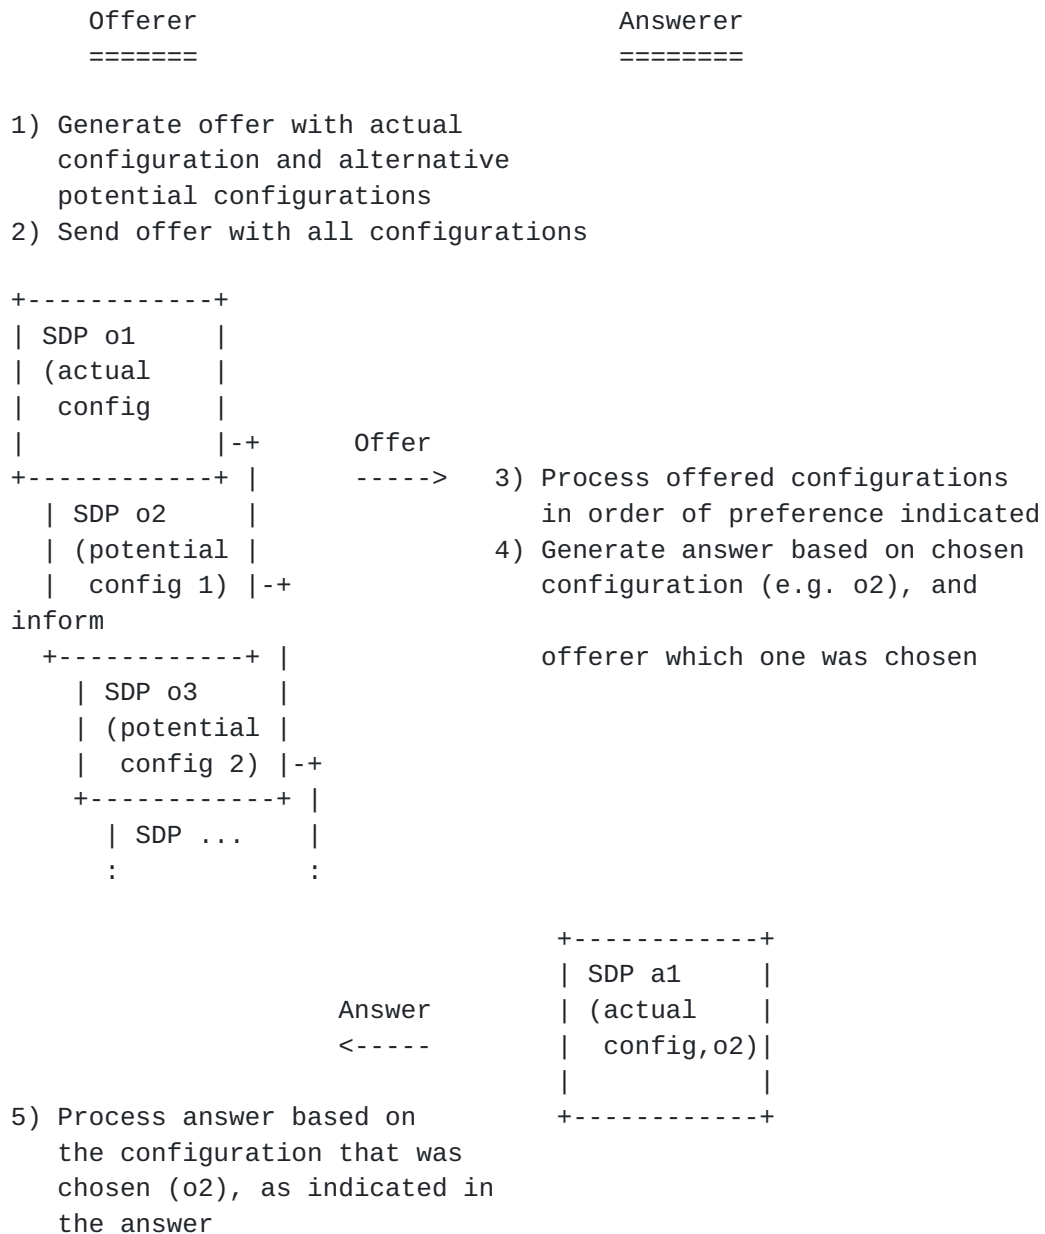 Offerer                           Answerer
     =======                           ========

1) Generate offer with actual
   configuration and alternative
   potential configurations
2) Send offer with all configurations

+------------+
| SDP o1     |
| (actual    |
|  config    |
|            |-+      Offer
+------------+ |      ----->   3) Process offered configurations
  | SDP o2     |                  in order of preference indicated
  | (potential |               4) Generate answer based on chosen
  |  config 1) |-+                configuration (e.g. o2), and
inform
  +------------+ |                offerer which one was chosen
    | SDP o3     |
    | (potential |
    |  config 2) |-+
    +------------+ |
      | SDP ...    |
      :            :

                                   +------------+
                                   | SDP a1     |
                     Answer        | (actual    |
                     <-----        |  config,o2)|
                                   |            |
5) Process answer based on         +------------+
   the configuration that was
   chosen (o2), as indicated in
   the answer